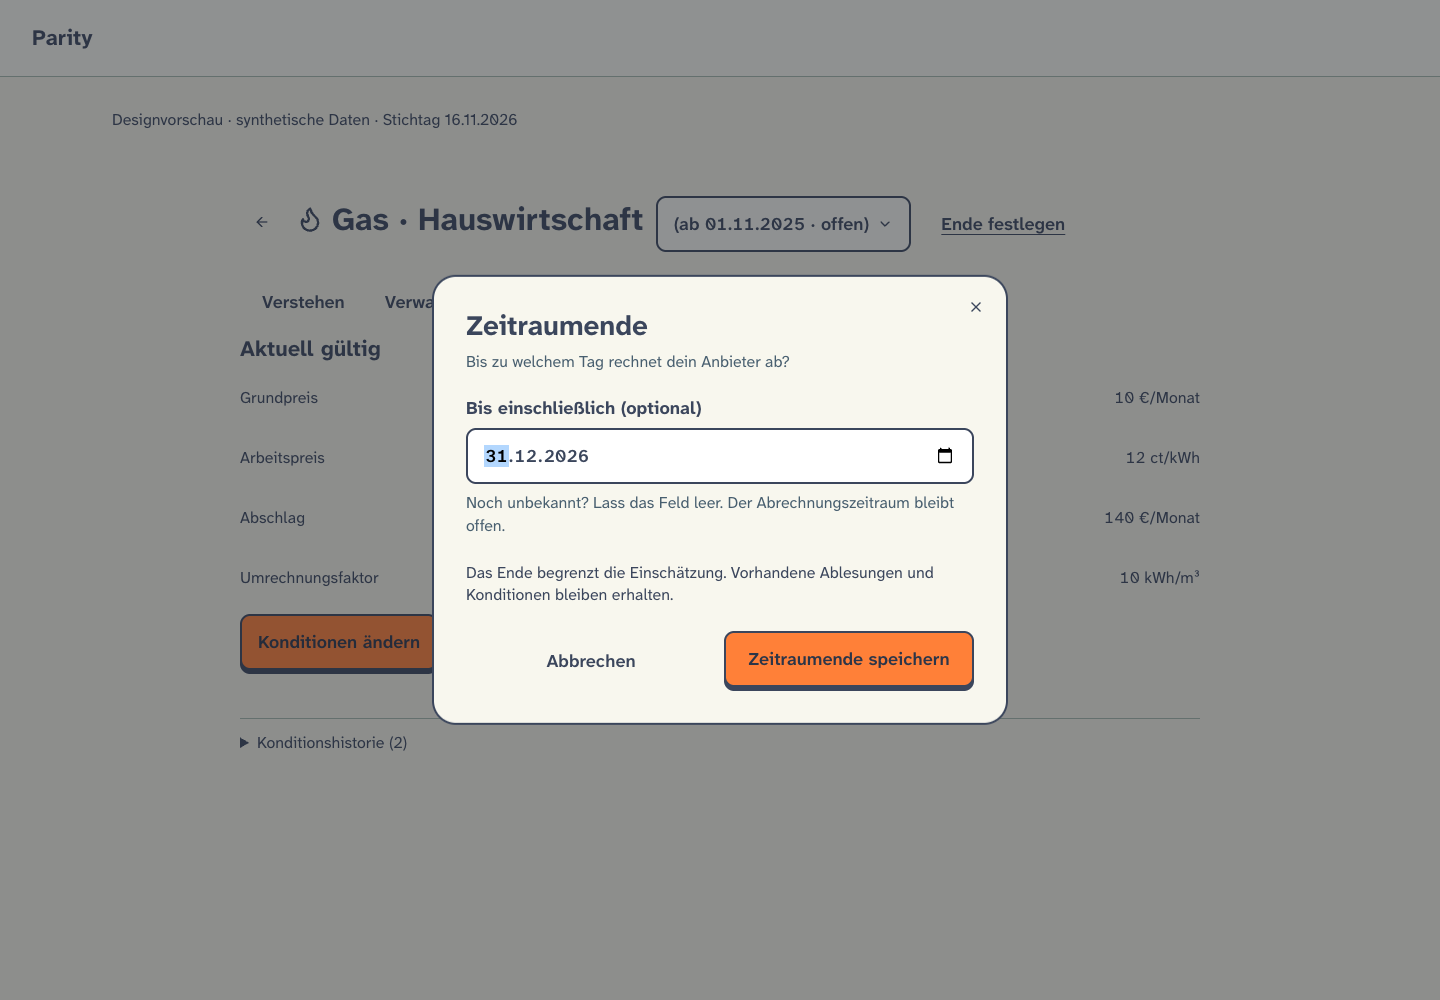 Parity
Designvorschau · synthetische Daten · Stichtag 16.11.2026
Gas · Hauswirtschaft (ab 01.11.2025 · offen) Ende festlegen
Verstehen Verwa
Aktuell gültig
Grundpreis 10 €/Monat
Arbeitspreis 12 ct/kWh
Abschlag 140 €/Monat
Umrechnungsfaktor 10 kWh/m³
Konditionen ändern
Konditionshistorie (2)
Zeitraumende
Bis zu welchem Tag rechnet dein Anbieter ab?
Bis einschließlich (optional)
31.12.2026
Noch unbekannt? Lass das Feld leer. Der Abrechnungszeitraum bleibt
offen.
Das Ende begrenzt die Einschätzung. Vorhandene Ablesungen und
Konditionen bleiben erhalten.
Abbrechen Zeitraumende speichern